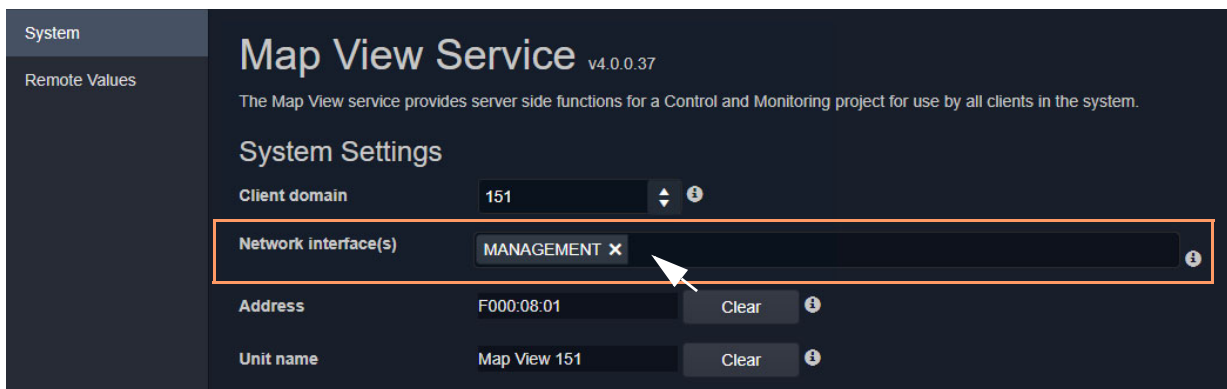 System
Remote Values
Map View Service v4.0.0.37
The Map View service provides server side functions for a Control and Monitoring project for use by all clients in the system.
System Settings
Client domain 151
Network interface(s) MANAGEMENT
Address F000:08:01 Clear
Unit name Map View 151 Clear